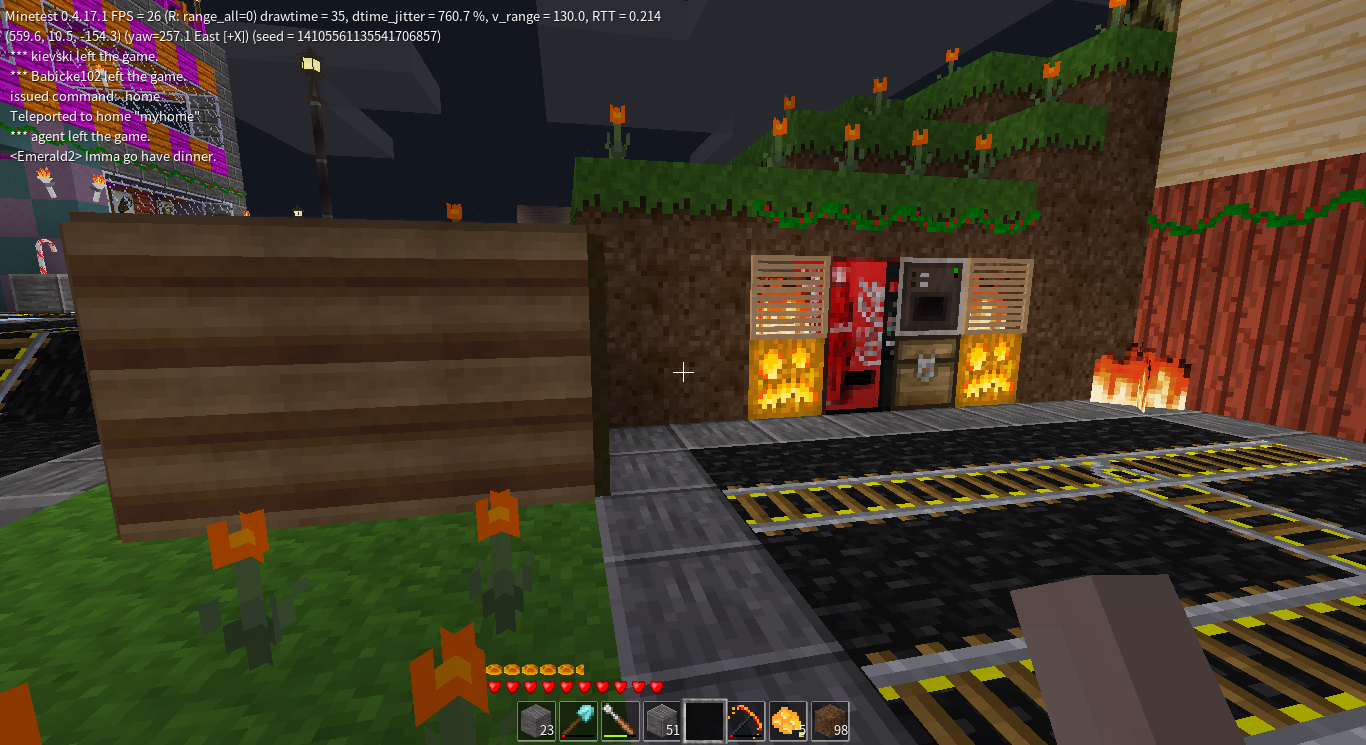 Minetest 0.4.17.1 FPS = 26 (R: range_all=0) drawtime = 35, dtime_jitter = 760.7 %, v_range = 130.0, RTT = 0.214
(559.6, 10.5, -154.3) (yaw=257.1 East [+X]) (seed = 14105561135541706857)
*** kievski left the game.
*** Babicke102 left the game.
issued command: .home
Teleported to home "myhome"
*** agent left the game.
<Emerald2> Imma go have dinner.
23 51 5 98